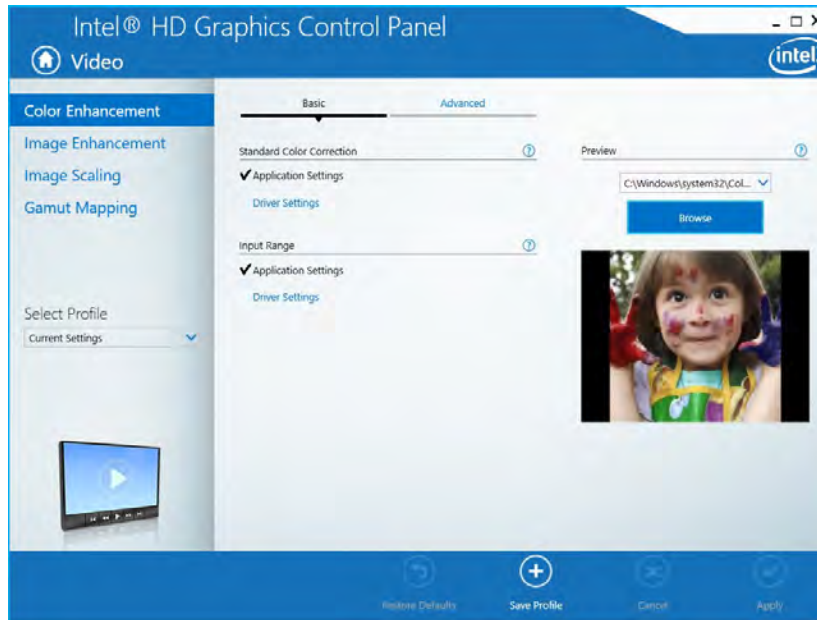 Intel® HD Graphics Control Panel
Video
intel
Color Enhancement
Image Enhancement
Image Scaling
Gamut Mapping
Select Profile
Current Settings
Basic
Advanced
Standard Color Correction
?
Application Settings
Driver Settings
Input Range
?
Application Settings
Driver Settings
Preview
?
C:\Windows\system32\Col...
Browse
Restore Defaults
Save Profile
Cancel
Apply